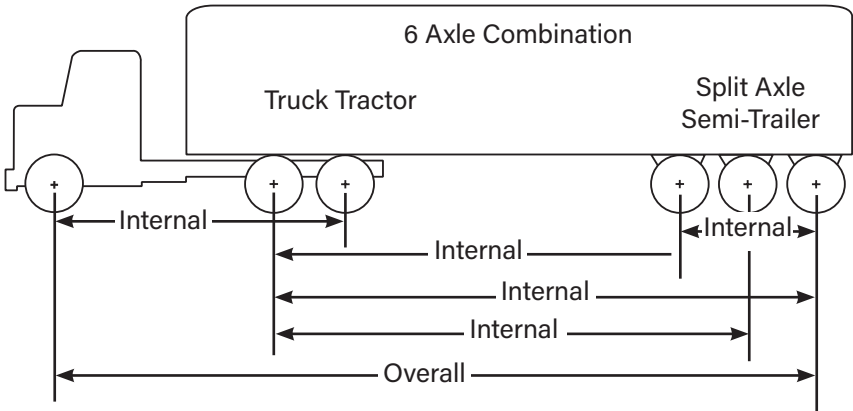 6 Axle Combination
Truck Tractor
Split Axle
Semi-Trailer
Internal
Internal
Internal
Internal
Internal
Overall